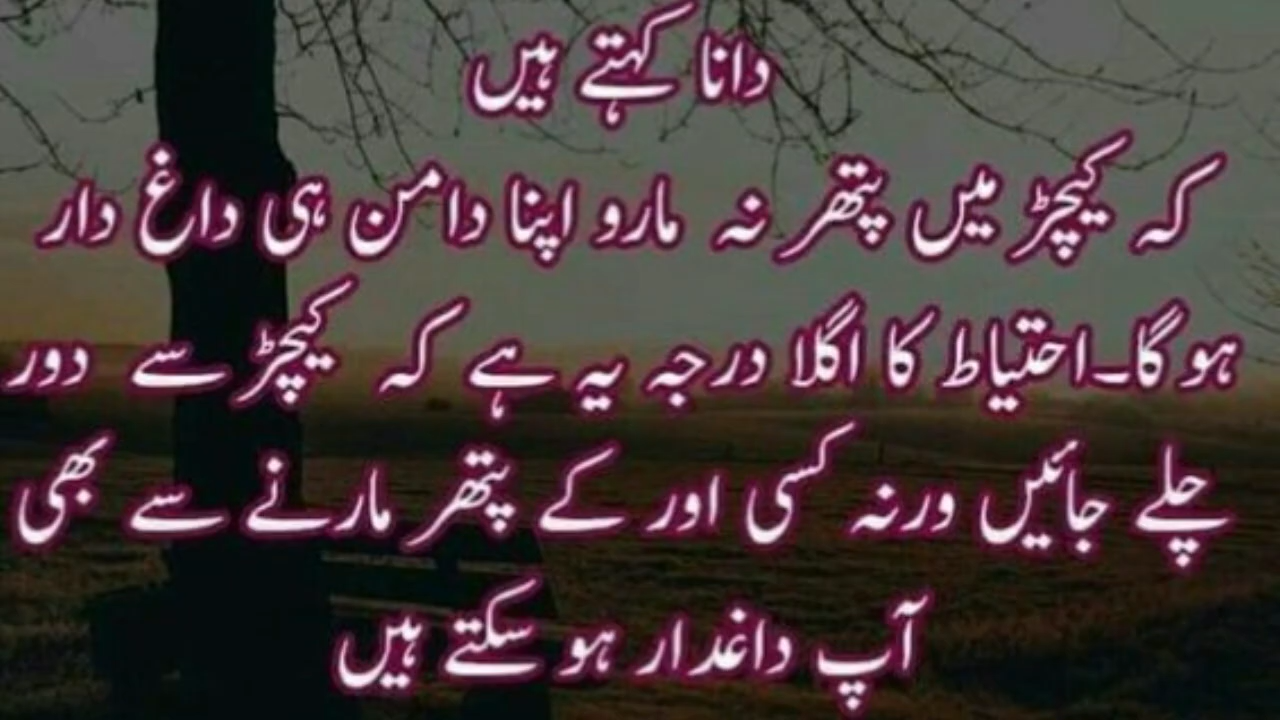 دانا کہتے ہیں
کہ کیچڑ میں پتھر نہ مارو اپنا دامن ہی داغ دار
ہو گا۔احتیاط کا اگلا درجہ یہ ہے کہ کیچڑ سے دور
چلے جائیں ورنہ کسی اور کے پتھر مارنے سے بھی
آپ داغدار ہو سکتے ہیں